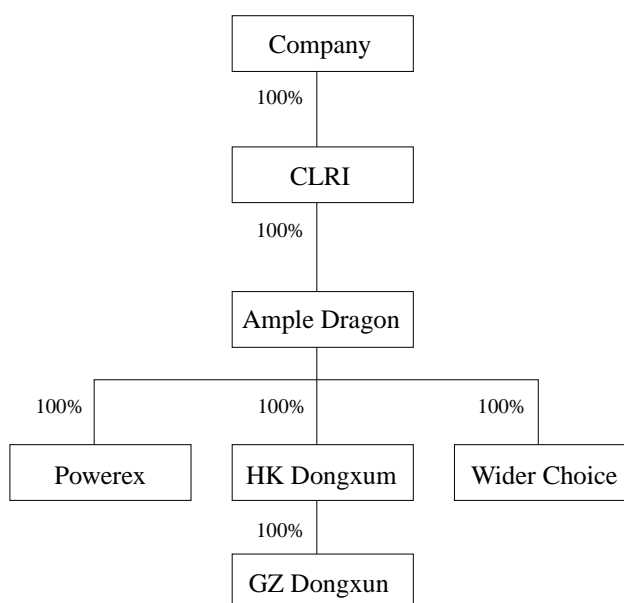 Company
100%
CLRI
100%
Ample Dragon
100% 100% 100%
Powerex HK Dongxum Wider Choice
100%
GZ Dongxun